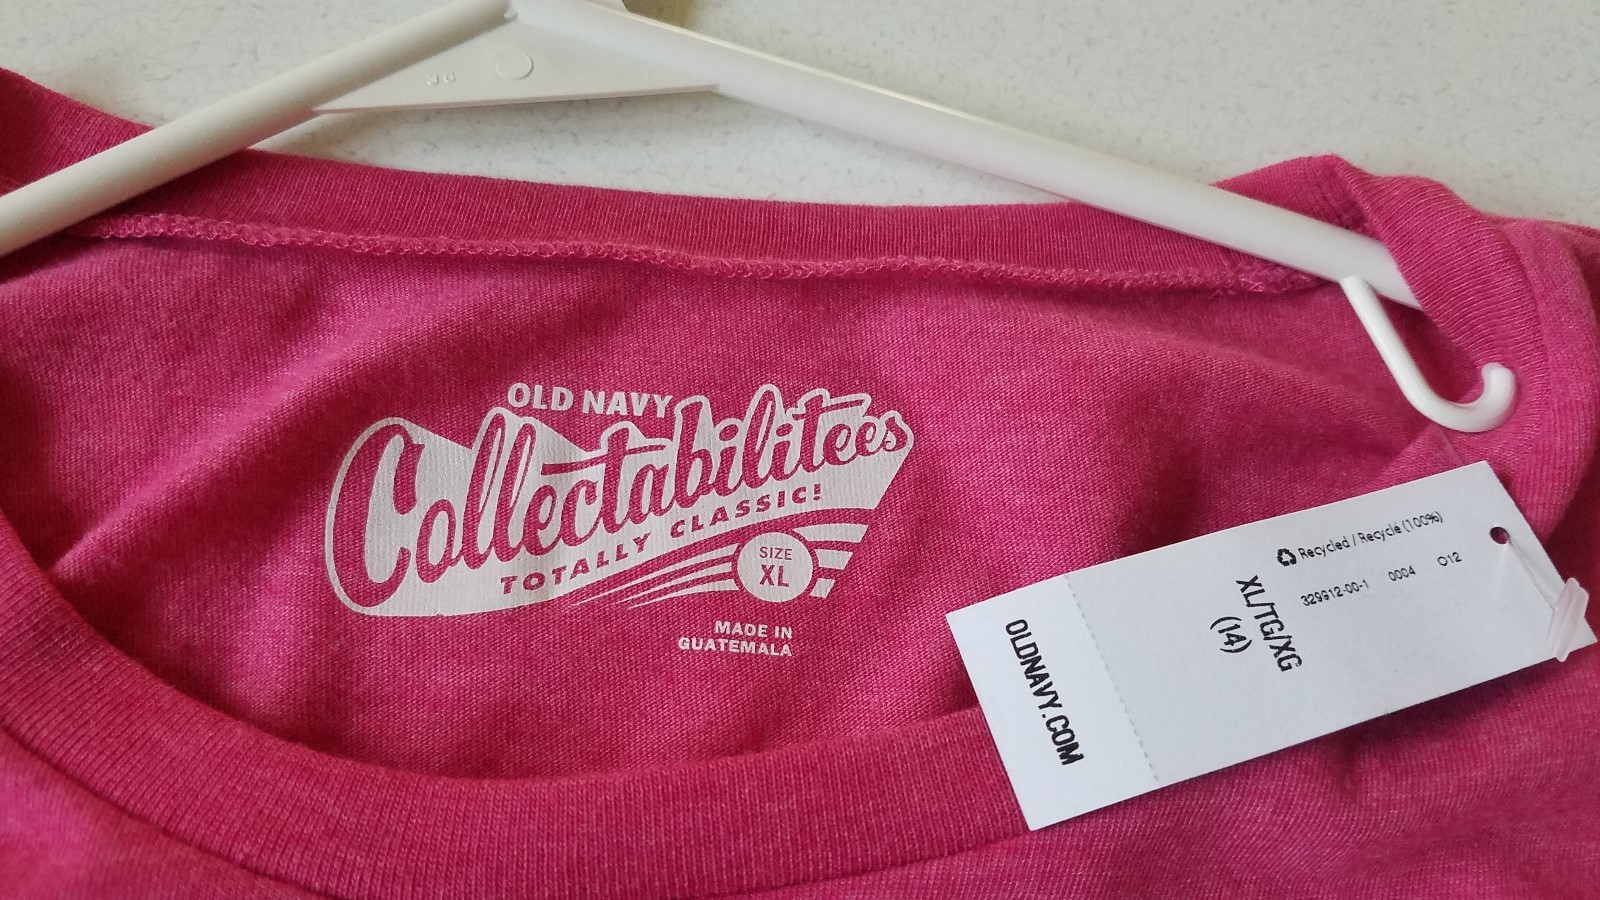 OLD NAVY
Collectabilitees
TOTALLY CLASSIC!
SIZE
XL
MADE IN
GUATEMALA
Recycled / Recyclé (100%)
329912-00-1 0004 O12
XL/TG/XG
(14)
OLDNAVY.COM